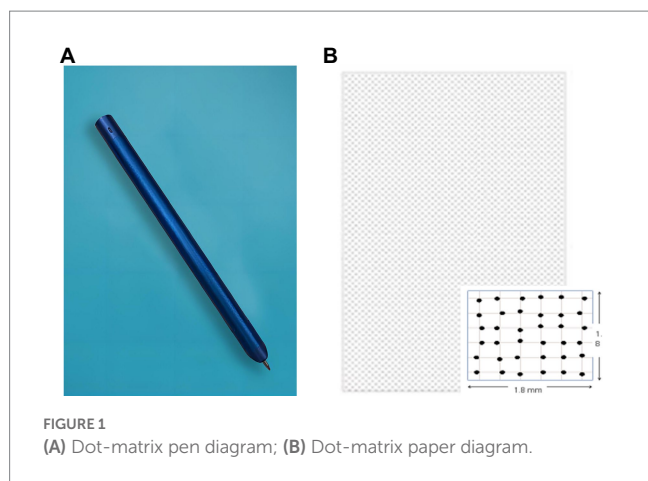 A
B
1.
8
1.8 mm
FIGURE 1
(A) Dot-matrix pen diagram; (B) Dot-matrix paper diagram.